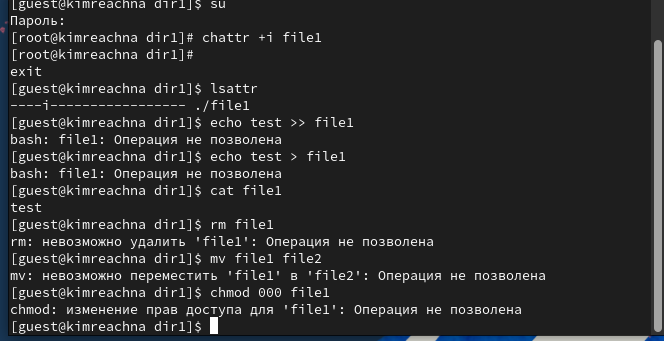 [guest@kimreachna dir1]$ su
Пароль:
[root@kimreachna dir1]# chattr +i file1
[root@kimreachna dir1]#
exit
[guest@kimreachna dir1]$ lsattr
----i----------------- ./file1
[guest@kimreachna dir1]$ echo test >> file1
bash: file1: Операция не позволена
[guest@kimreachna dir1]$ echo test > file1
bash: file1: Операция не позволена
[guest@kimreachna dir1]$ cat file1
test
[guest@kimreachna dir1]$ rm file1
rm: невозможно удалить 'file1': Операция не позволена
[guest@kimreachna dir1]$ mv file1 file2
mv: невозможно переместить 'file1' в 'file2': Операция не позволена
[guest@kimreachna dir1]$ chmod 000 file1
chmod: изменение прав доступа для 'file1': Операция не позволена
[guest@kimreachna dir1]$